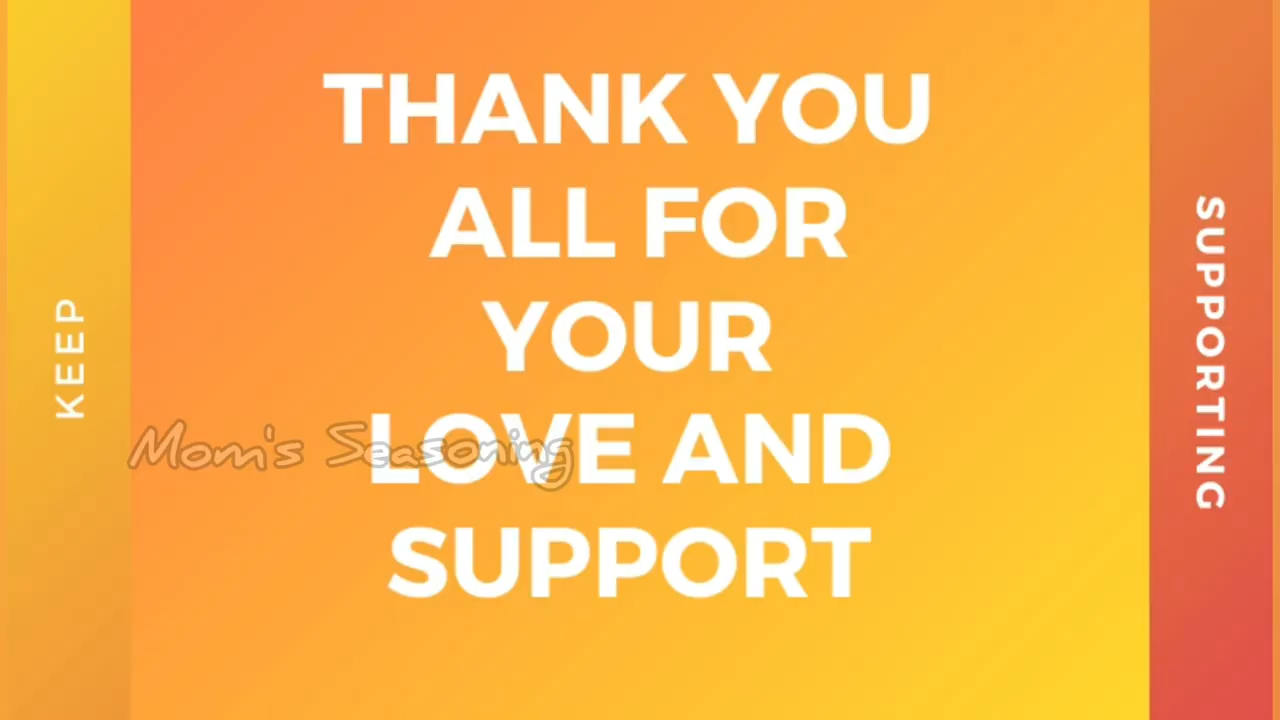 THANK YOU
ALL FOR
YOUR
LOVE AND
SUPPORT
KEEP
SUPPORTING
Mom's Seasoning